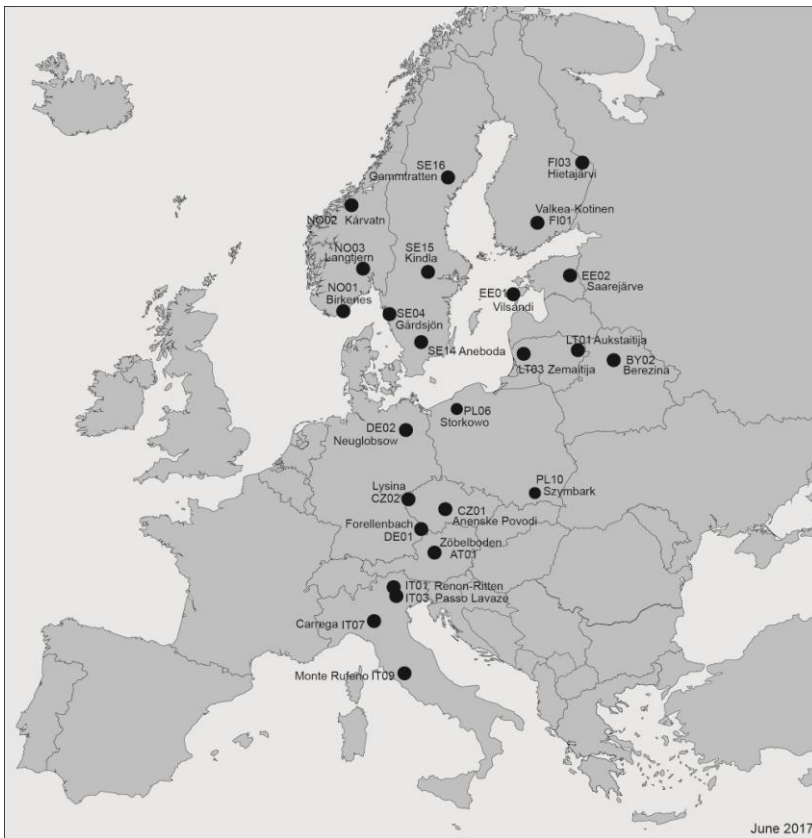 SE16
Gammtratten
FI03
Hietajärvi
NO02 Kårvatn
Valkea-Kotinen
FI01
NO03
Langtjern
SE15
Kindla
EE02
Saarejärve
NO01
Birkenes
EE01
Vilsandi
SE04
Gårdsjön
SE14 Aneboda
LT01 Aukstaitija
LT03 Zemaitija
BY02
Berezina
PL06
Storkowo
DE02
Neuglobsow
PL10
Szymbark
Lysina
CZ02
CZ01
Anenske Povodi
Forellenbach
DE01
Zöbelboden
AT01
IT01, Renon-Ritten
IT03, Passo Lavaze
Carrega IT07
Monte Rufeno IT09
June 2017